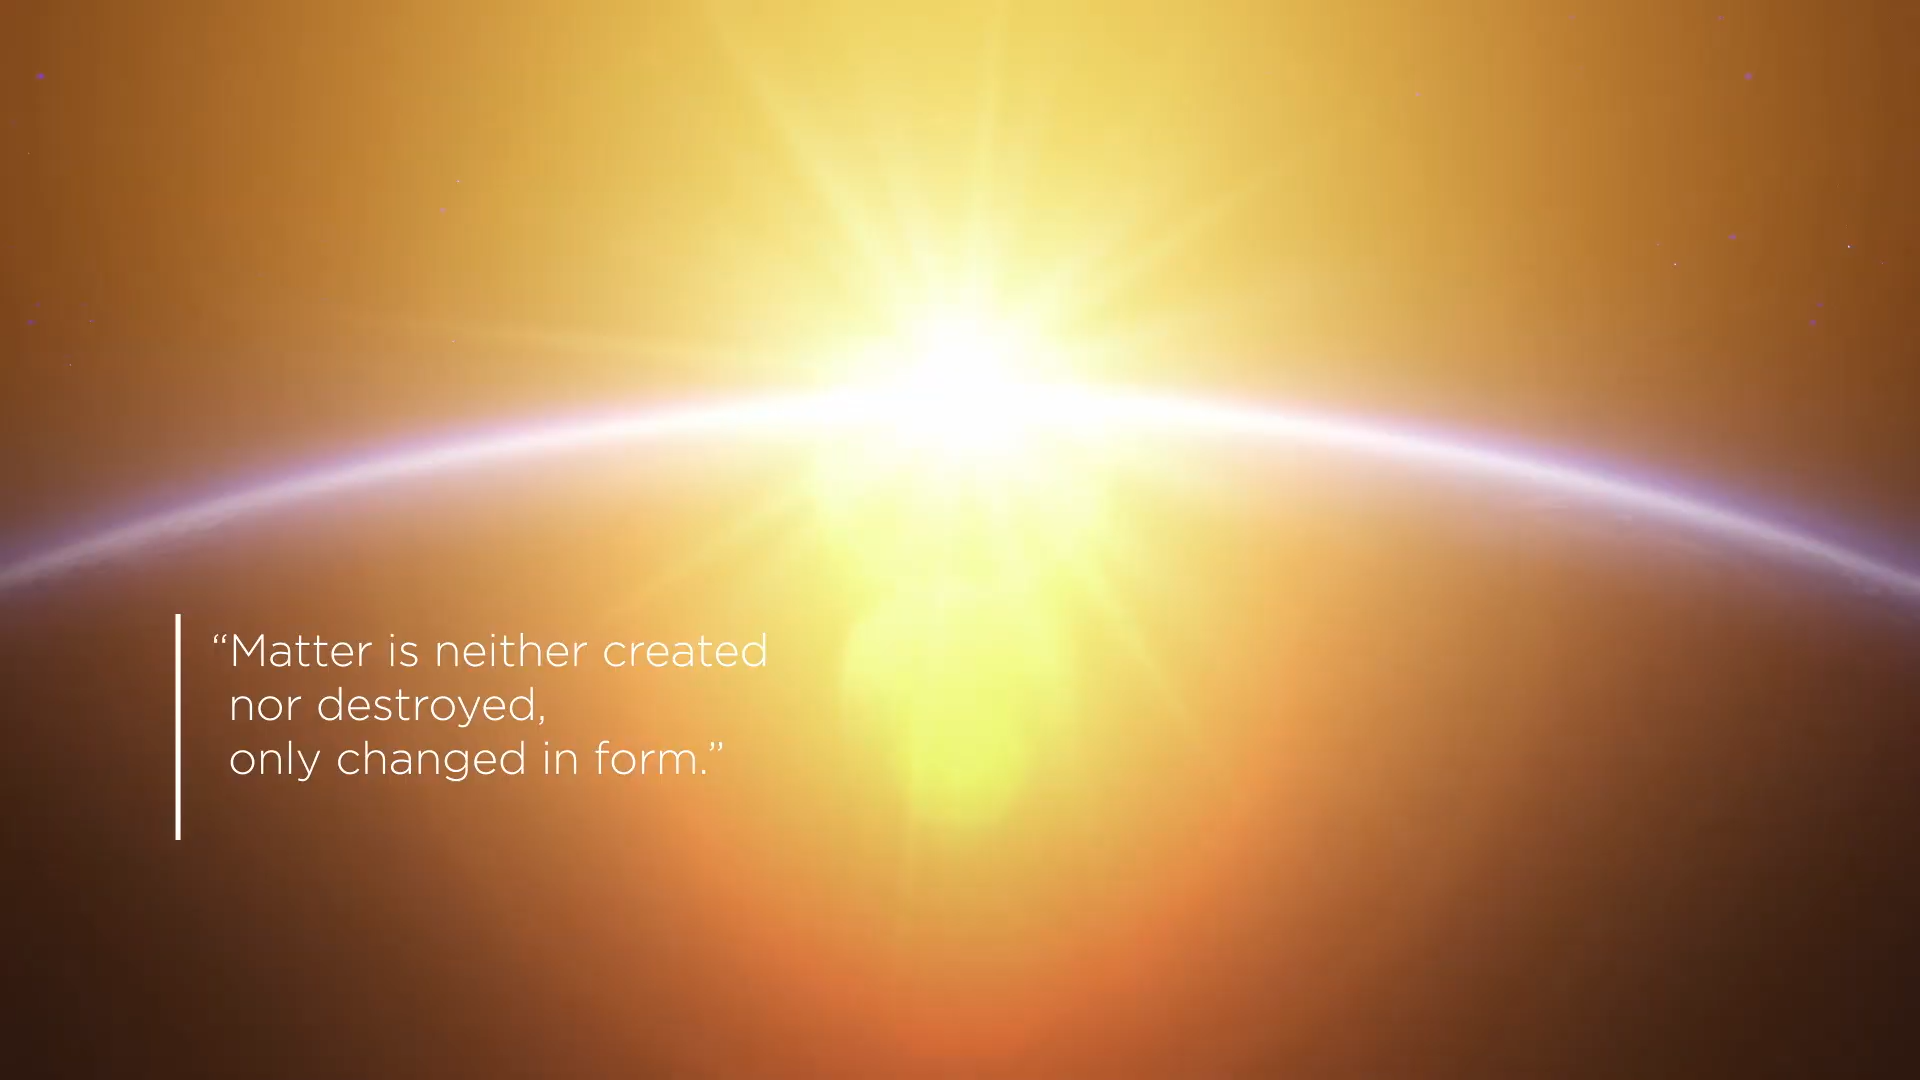 “Matter is neither created
nor destroyed,
only changed in form.”